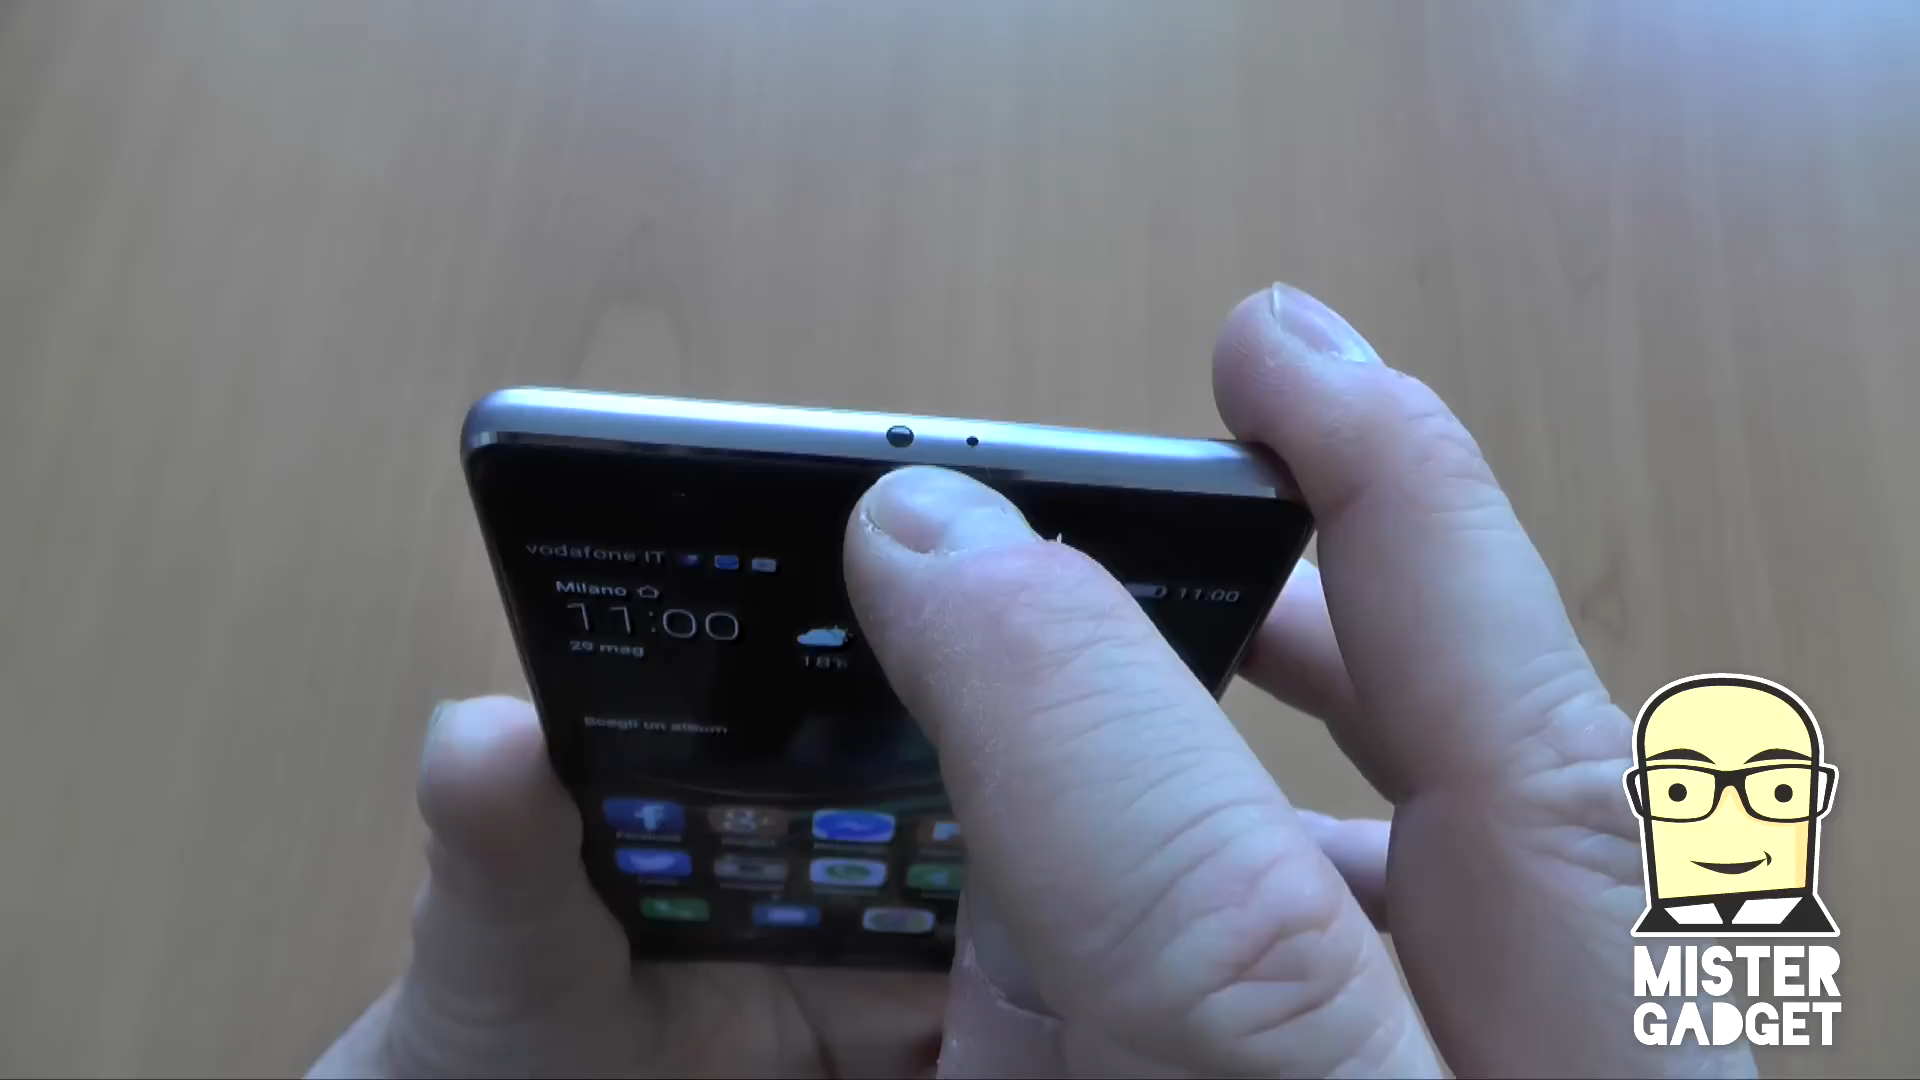 vodafone IT
11:00
Milano
11:00
29 mag
18°
Scegli un album
MISTER
GADGET